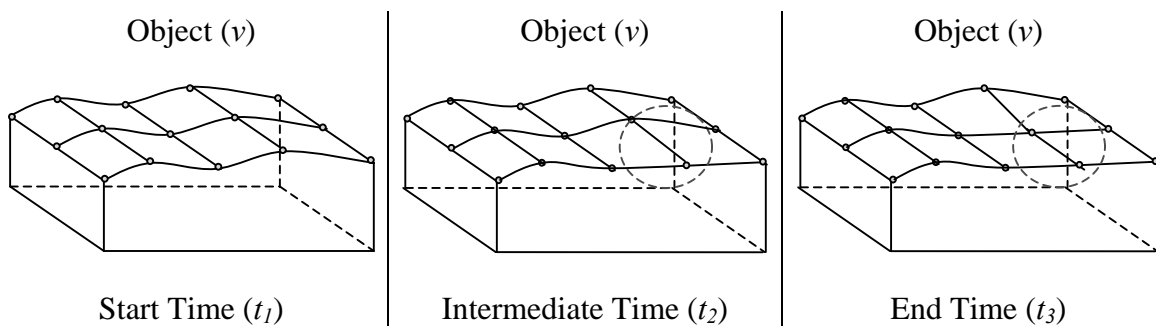 Object (v)
Object (v)
Object (v)
Start Time (t1)
Intermediate Time (t2)
End Time (t3)